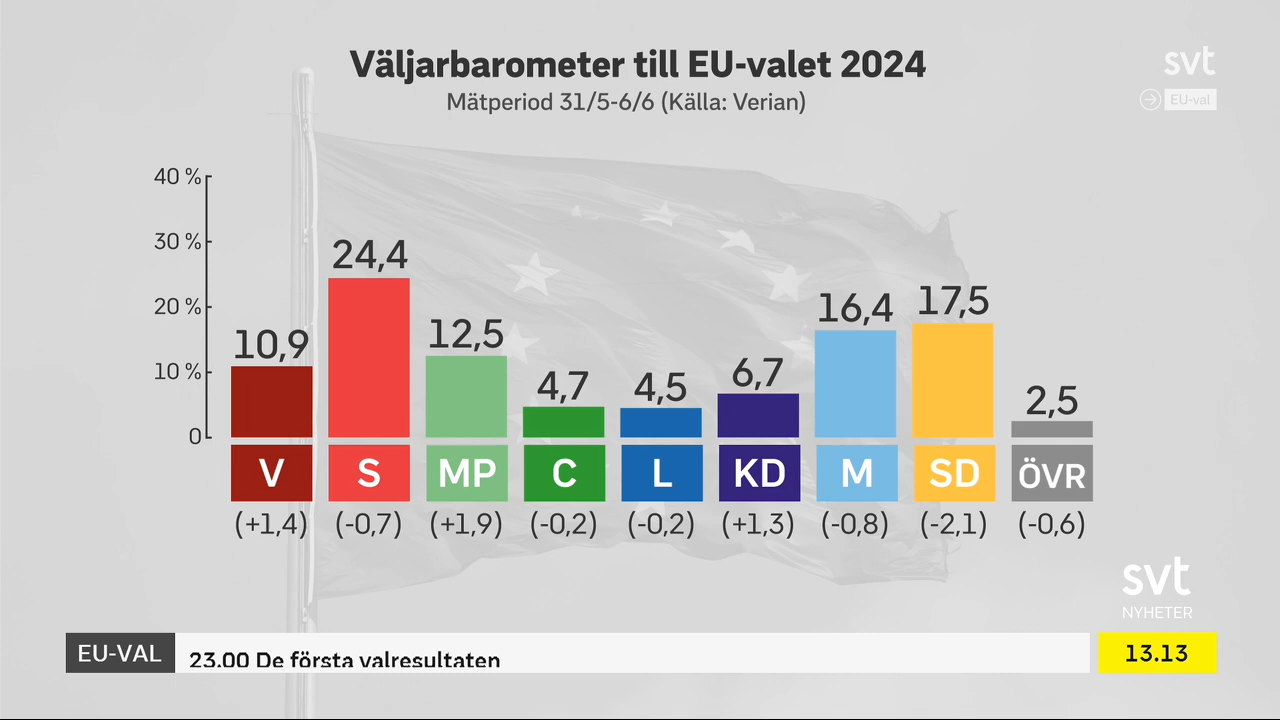 Väljarbarometer till EU-valet 2024
Mätperiod 31/5-6/6 (Källa: Verian)
svt
EU-val
40 %
30 %
20 %
10 %
0
10,9 24,4 12,5 4,7 4,5 6,7 16,4 17,5 2,5
V S MP C L KD M SD ÖVR
(+1,4) (-0,7) (+1,9) (-0,2) (-0,2) (+1,3) (-0,8) (-2,1) (-0,6)
svt
NYHETER
EU-VAL 23.00 De första valresultaten 13.13